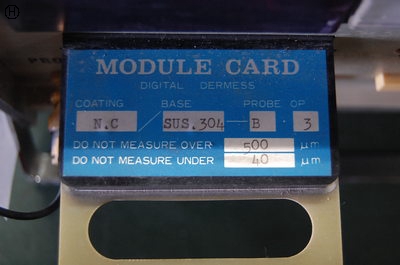 H
PRO
MODULE CARD
DIGITAL DERMESS
COATING BASE PROBE OP
N.C / SUS.304 — B 3
DO NOT MEASURE OVER 500 μm
DO NOT MEASURE UNDER 40 μm